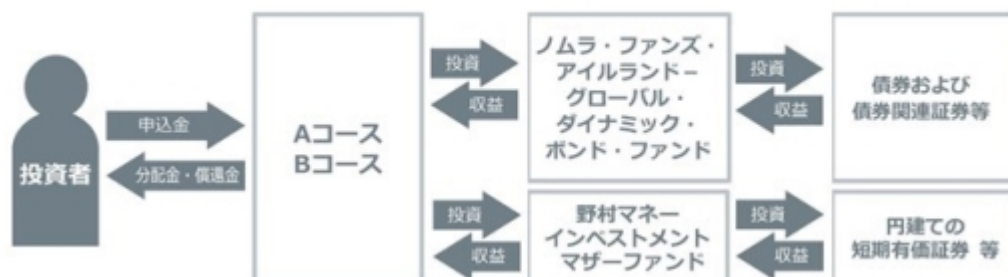 投資者
申込金
分配金・償還金
Aコース
Bコース
投資
収益
ノムラ・ファンズ・
アイルランド－
グローバル・
ダイナミック・
ボンド・ファンド
投資
収益
債券および
債券関連証券等
投資
収益
野村マネー
インベストメント
マザーファンド
投資
収益
円建ての
短期有価証券 等